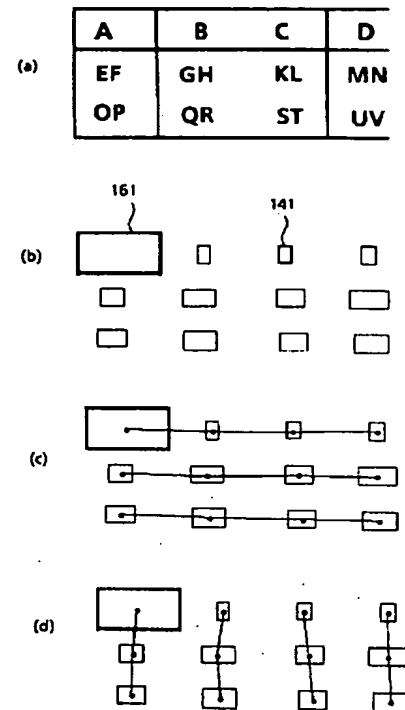 (a)
A B C D
EF GH KL MN
OP QR ST UV
161 141
(b)
(c)
(d)